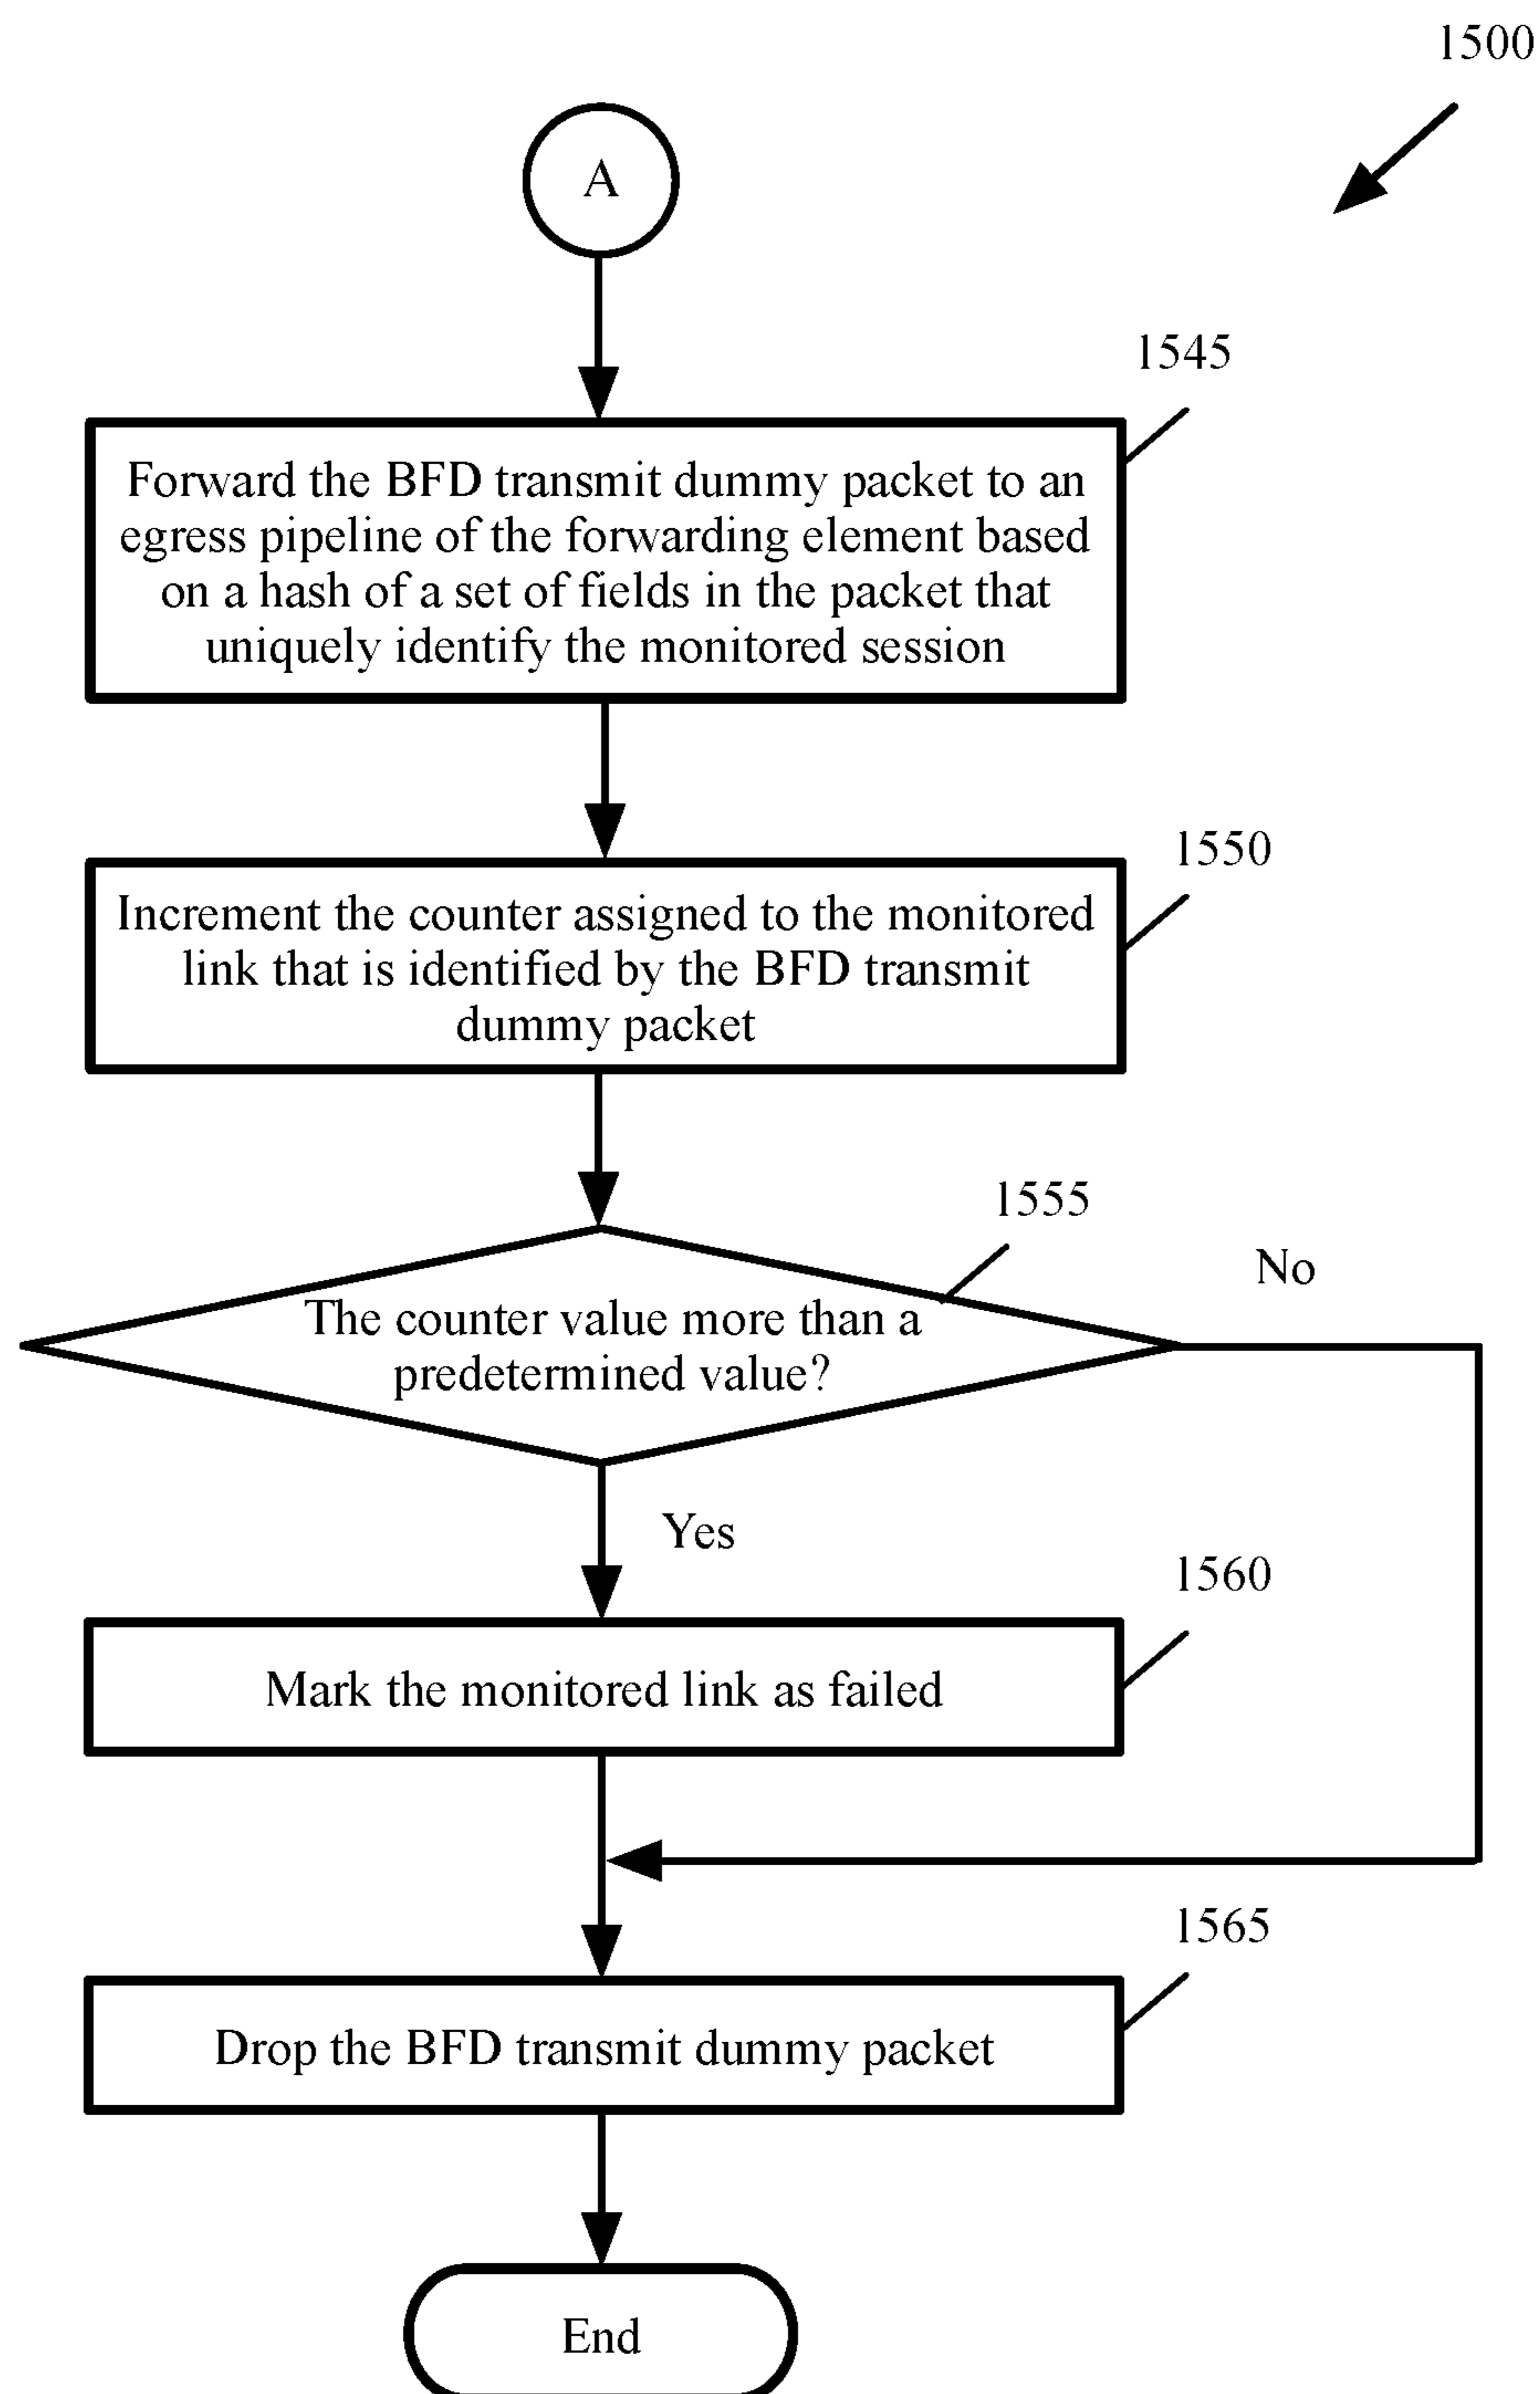 1500
A
1545
Forward the BFD transmit dummy packet to an
egress pipeline of the forwarding element based
on a hash of a set of fields in the packet that
uniquely identify the monitored session
1550
Increment the counter assigned to the monitored
link that is identified by the BFD transmit
dummy packet
1555
No
The counter value more than a
predetermined value?
Yes
1560
Mark the monitored link as failed
1565
Drop the BFD transmit dummy packet
End